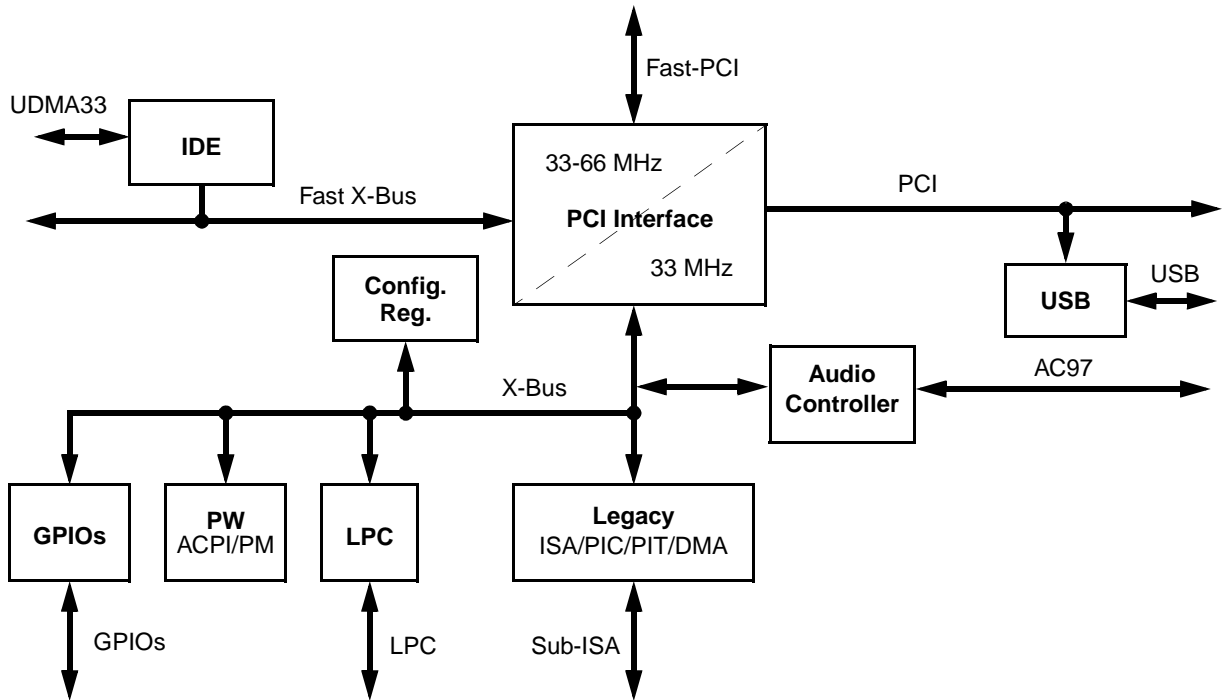 Fast-PCI
UDMA33
IDE
33-66 MHz
PCI
Fast X-Bus
PCI Interface
33 MHz
Config.
Reg.
USB
USB
Audio
Controller
AC97
X-Bus
GPIOs
PW
ACPI/PM
LPC
Legacy
ISA/PIC/PIT/DMA
GPIOs
LPC
Sub-ISA